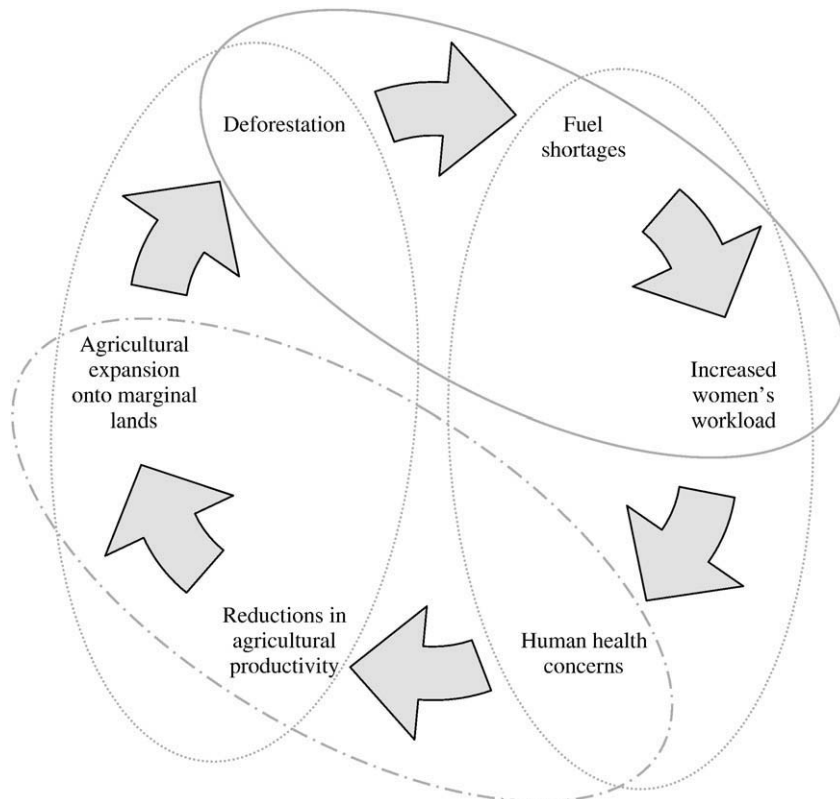 Deforestation
Fuel
shortages
Increased
women's
workload
Human health
concerns
Reductions in
agricultural
productivity
Agricultural
expansion
onto marginal
lands